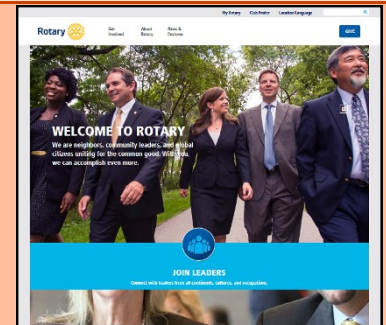 My Rotary Club Finder Location/Language
Rotary
Get Involved
About Rotary
News & Features
GIVE
WELCOME TO ROTARY
We are neighbors, community leaders, and global
citizens uniting for the common good. With you,
we can accomplish even more.
JOIN LEADERS
Connect with leaders from all continents, cultures, and occupations.